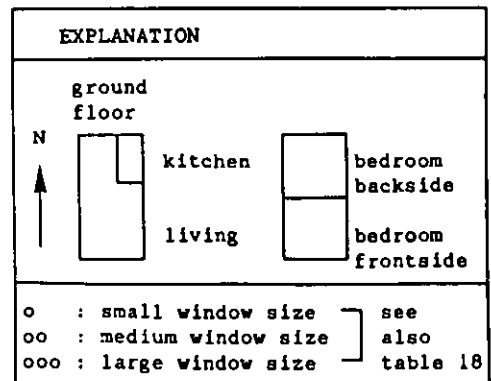 EXPLANATION
ground
floor
N
kitchen
bedroom
backside
living
bedroom
frontside
o : small window size see
oo : medium window size also
ooo : large window size table 18